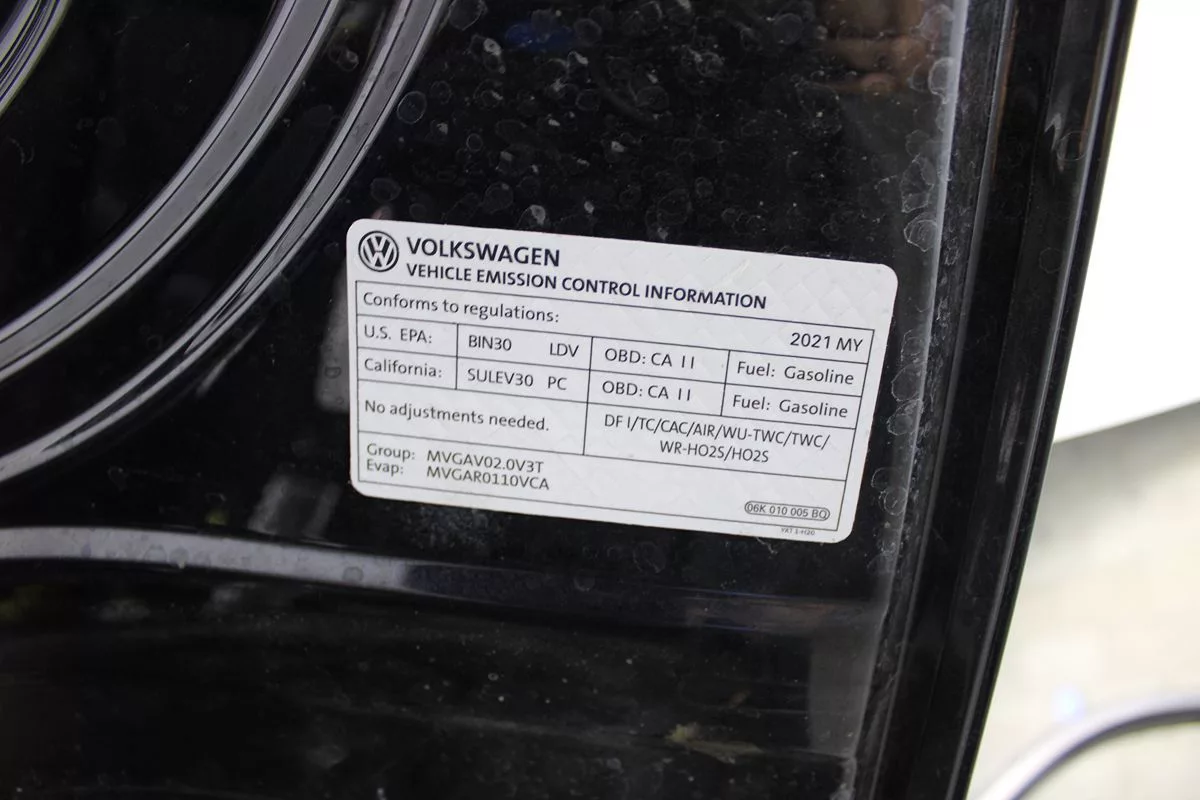 VOLKSWAGEN
VEHICLE EMISSION CONTROL INFORMATION
Conforms to regulations: 2021 MY
U.S. EPA: BIN30 LDV OBD: CA II Fuel: Gasoline
California: SULEV30 PC OBD: CA II Fuel: Gasoline
No adjustments needed. DF I/TC/CAC/AIR/WU-TWC/TWC/
WR-HO2S/HO2S
Group: MVGAV02.0V3T
Evap: MVGAR0110VCA
06K 010 005 BQ